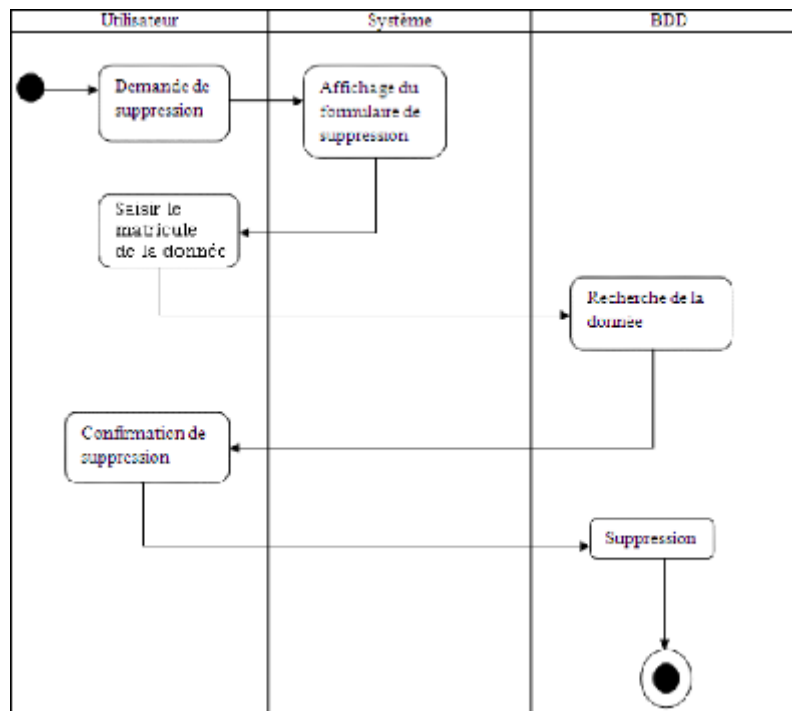 Utilisateur
Système
BDD
Demande de
suppression
Affichage du
formulaire de
suppression
Saisir le
matricule
de la donnée
Recherche de la
donnée
Confirmation de
suppression
Suppression